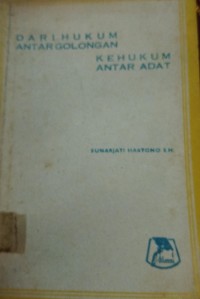 DARI HUKUM
ANTAR GOLONGAN
KE HUKUM
ANTAR ADAT
SUNARJATI HARTONO S.H.